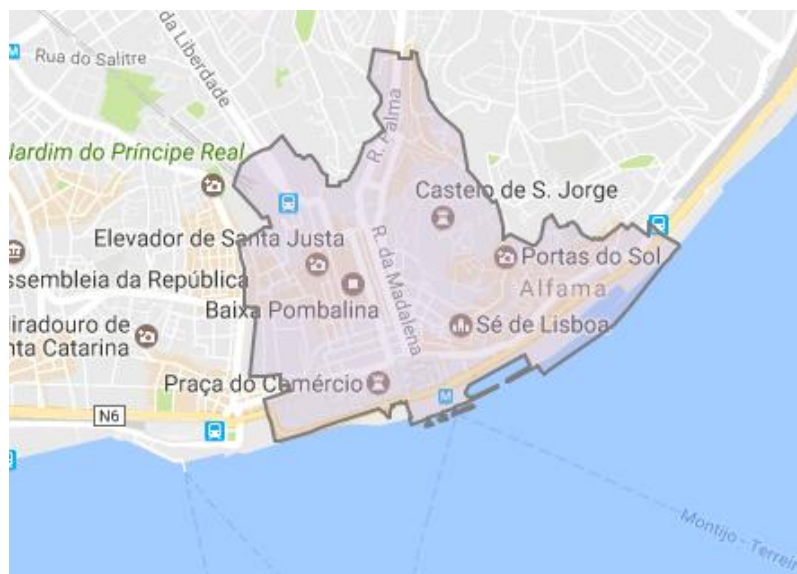 Rua do Salitre
da Liberdade
R. Palma
Jardim do Príncipe Real
Castelo de S. Jorge
Elevador de Santa Justa
Portas do Sol
ssembleia da República
Alfama
Baixa Pombalina
R. da Madalena
iradouro de
nta Catarina
Sé de Lisboa
Praça do Comércio
N6
M
M
Montijo - Terreir